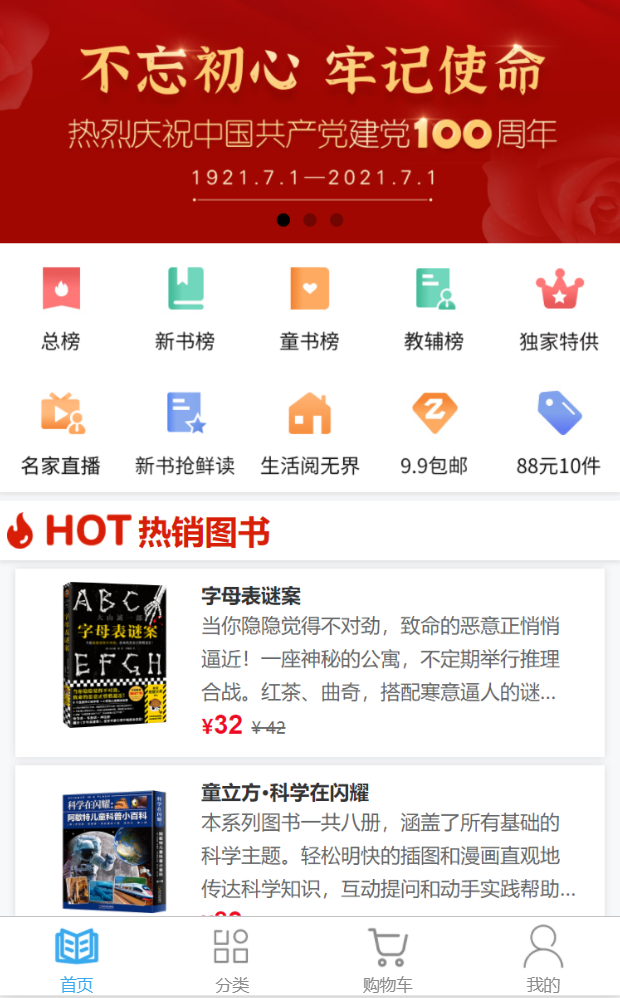 不忘初心 牢记使命
热烈庆祝中国共产党建党100周年
1921.7.1—2021.7.1
总榜 新书榜 童书榜 教辅榜 独家特供
名家直播 新书抢鲜读 生活阅无界 9.9包邮 88元10件
HOT 热销图书
ABC
字母表谜案
EFGH
字母表谜案
当你隐隐觉得不对劲，致命的恶意正悄悄
逼近！一座神秘的公寓，不定期举行推理
合战。红茶、曲奇，搭配寒意逼人的谜...
¥32 ¥42
科学在闪耀：
阿歇特儿童科普小百科
童立方·科学在闪耀
本系列图书一共八册，涵盖了所有基础的
科学主题。轻松明快的插图和漫画直观地
传达科学知识，互动提问和动手实践帮助...
首页 分类 购物车 我的